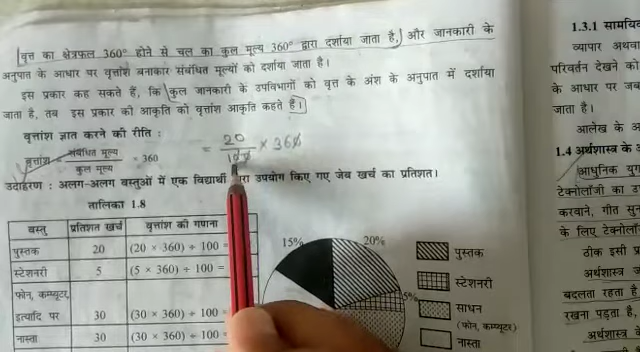 वृत्त का क्षेत्रफल 360° होने से चल का कुल मूल्य 360° द्वारा दर्शाया जाता है, और जानकारी के
अनुपात के आधार पर वृत्तांश बनाकर संबंधित मूल्यों को दर्शाया जाता है।
इस प्रकार कह सकते हैं, कि कुल जानकारी के उपविभागों को वृत्त के अंश के अनुपात में दर्शाया
जाता है, तब इस प्रकार की आकृति को वृत्तांश आकृति कहते हैं।
वृत्तांश ज्ञात करने की रीति :
वृत्तांश = संबंधित मूल्य / कुल मूल्य × 360
= 20/100 × 360
उदाहरण : अलग-अलग वस्तुओं में एक विद्यार्थी द्वारा उपयोग किए गए जेब खर्च का प्रतिशत।
तालिका 1.8
वस्तु प्रतिशत खर्च वृत्तांश की गणना
पुस्तक 20 (20 × 360) ÷ 100 =
स्टेशनरी 5 (5 × 360) ÷ 100 =
फोन, कम्प्यूटर,
इत्यादि पर 30 (30 × 360) ÷ 100 =
नास्ता 30 (30 × 360) ÷ 100 =
15%
20%
5%
पुस्तक
स्टेशनरी
साधन
(फोन, कम्प्यूटर)
नास्ता
1.3.1 सामयिक
व्यापार अथवा
परिवर्तन देखने को
के आधार पर जब
जाता है।
आलेख के
1.4 अर्थशास्त्र के
आधुनिक युग
टेक्नोलॉजी का
करवाने, गीत
के लिए
ठीक इसी
अर्थशास्त्र
बदलता रहता है
रखना पड़ता है,
अर्थशास्त्र के